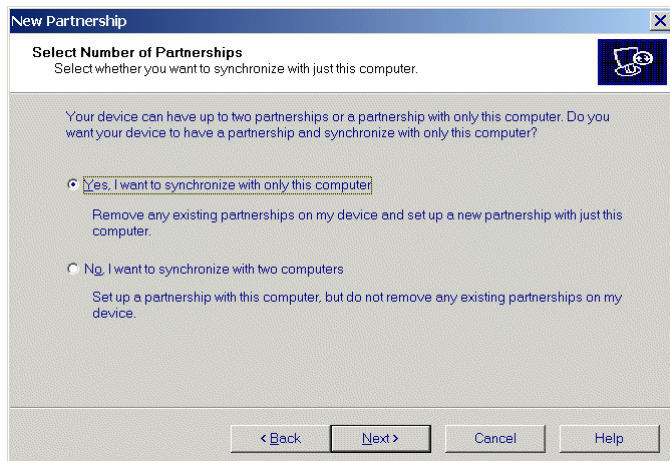 New Partnership
Select Number of Partnerships
Select whether you want to synchronize with just this computer.
Your device can have up to two partnerships or a partnership with only this computer. Do you
want your device to have a partnership and synchronize with only this computer?
Yes, I want to synchronize with only this computer
Remove any existing partnerships on my device and set up a new partnership with just this
computer.
No, I want to synchronize with two computers
Set up a partnership with this computer, but do not remove any existing partnerships on my
device.
< Back Next > Cancel Help